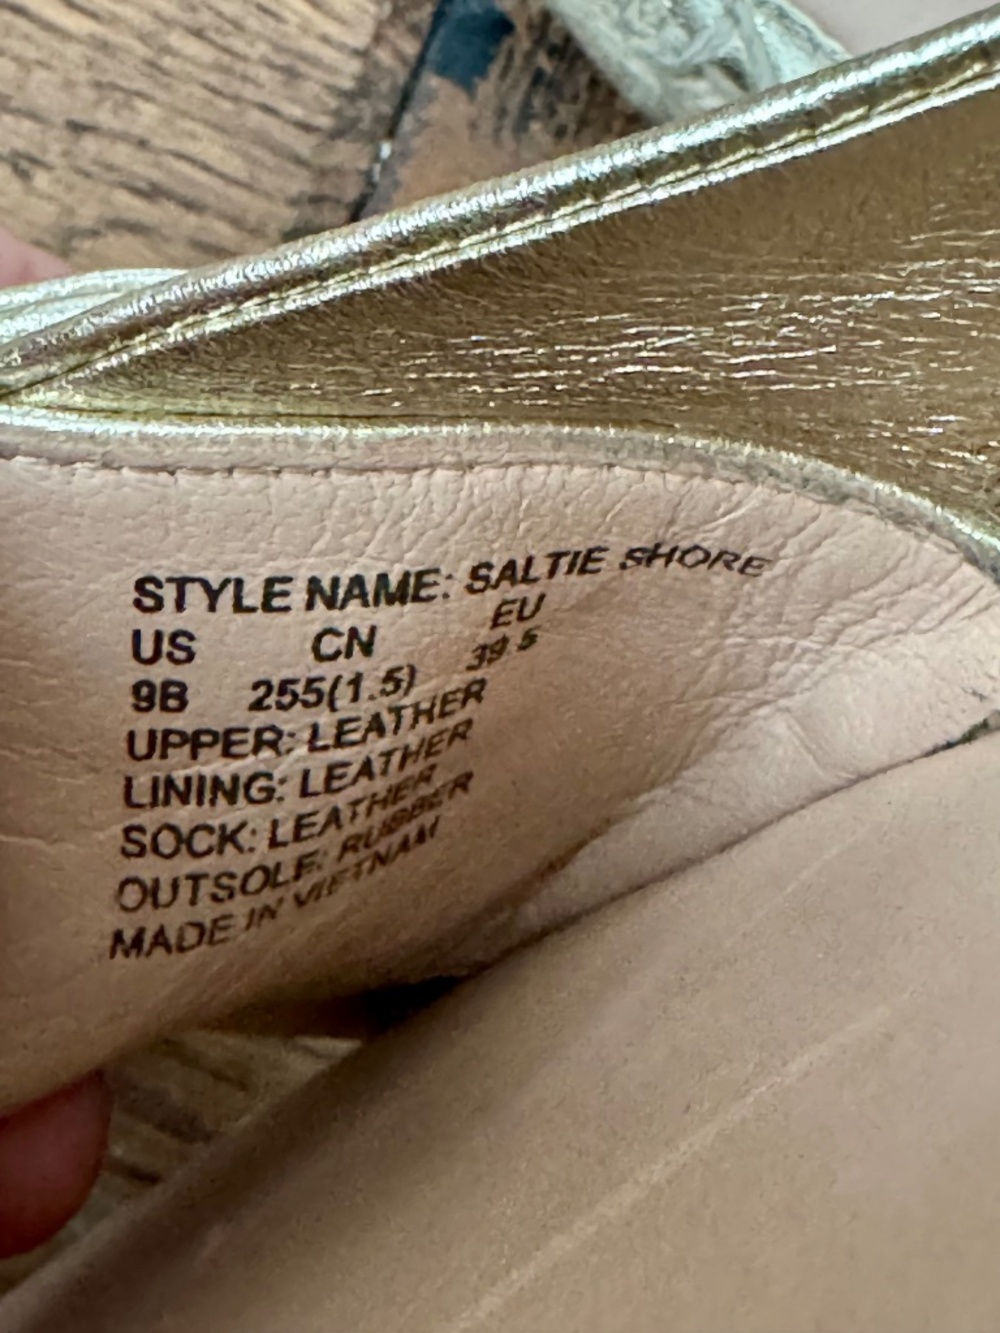 STYLE NAME: SALTIE SHORE
US CN EU
9B 255(1.5) 39.5
UPPER: LEATHER
LINING: LEATHER
SOCK: LEATHER
OUTSOLE: RUBBER
MADE IN VIETNAM